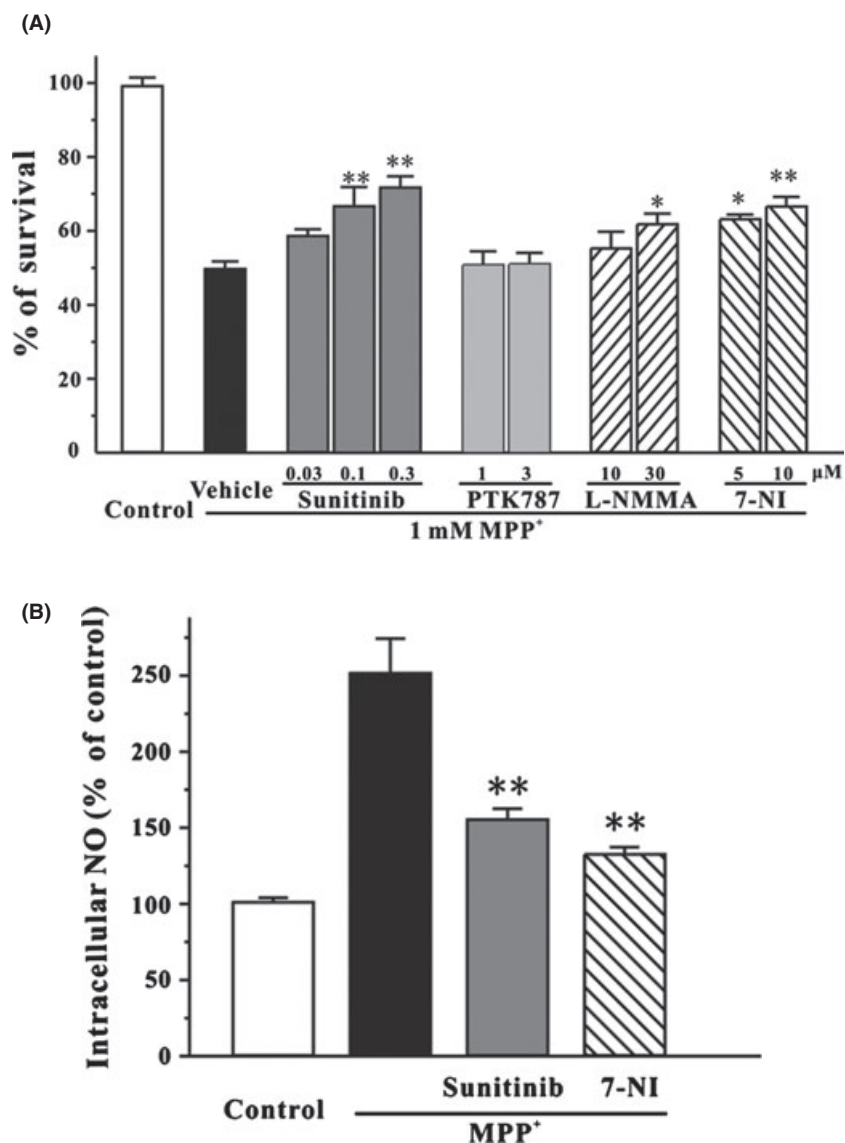 (A)
% of survival
100
80
60
40
20
0
** ** * * **
0.03 0.1 0.3 1 3 10 30 5 10 μM
Control Vehicle Sunitinib PTK787 L-NMMA 7-NI
1 mM MPP⁺
(B)
Intracellular NO (% of control)
250
200
150
100
50
0
** **
Control Sunitinib 7-NI
MPP⁺